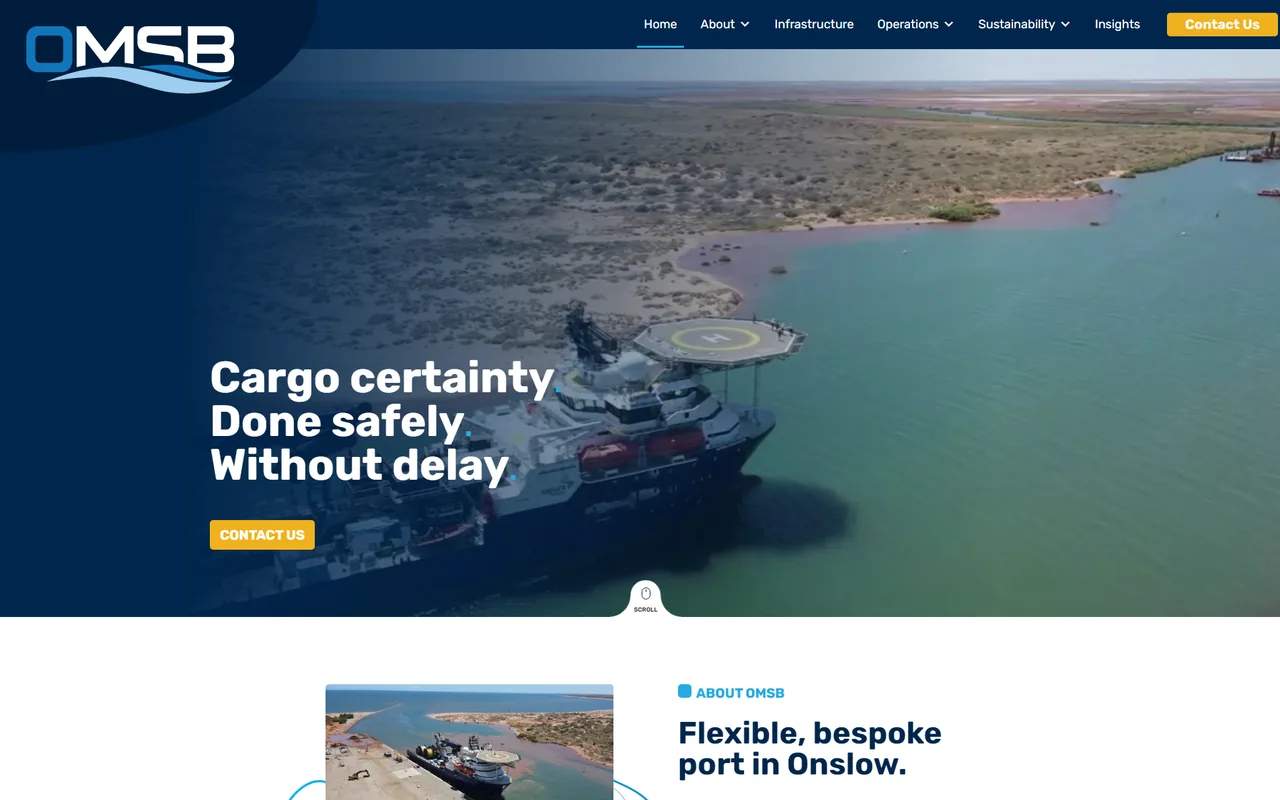 OMSB
Home
About
Infrastructure
Operations
Sustainability
Insights
Contact Us
H
Cargo certainty.
Done safely.
Without delay.
CONTACT US
SCROLL
ABOUT OMSB
Flexible, bespoke
port in Onslow.